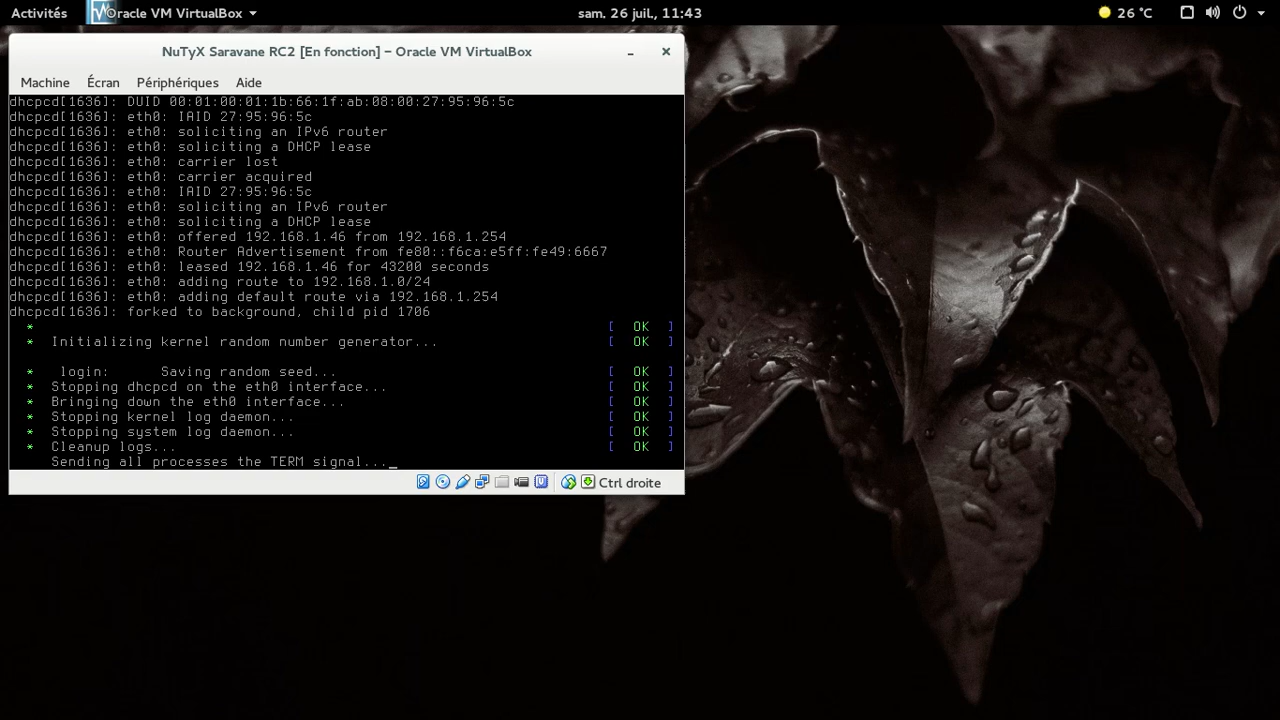 Activités Oracle VM VirtualBox sam. 26 juil., 11:43 26 °C
NuTyX Saravane RC2 [En fonction] – Oracle VM VirtualBox
Machine Écran Périphériques Aide
dhcpcd[1636]: DUID 00:01:00:01:1b:66:1f:ab:08:00:27:95:96:5c
dhcpcd[1636]: eth0: IAID 27:95:96:5c
dhcpcd[1636]: eth0: soliciting an IPv6 router
dhcpcd[1636]: eth0: soliciting a DHCP lease
dhcpcd[1636]: eth0: carrier lost
dhcpcd[1636]: eth0: carrier acquired
dhcpcd[1636]: eth0: IAID 27:95:96:5c
dhcpcd[1636]: eth0: soliciting an IPv6 router
dhcpcd[1636]: eth0: soliciting a DHCP lease
dhcpcd[1636]: eth0: offered 192.168.1.46 from 192.168.1.254
dhcpcd[1636]: eth0: Router Advertisement from fe80::f6ca:e5ff:fe49:6667
dhcpcd[1636]: eth0: leased 192.168.1.46 for 43200 seconds
dhcpcd[1636]: eth0: adding route to 192.168.1.0/24
dhcpcd[1636]: eth0: adding default route via 192.168.1.254
dhcpcd[1636]: forked to background, child pid 1706
* [ OK ]
* Initializing kernel random number generator... [ OK ]
* login: Saving random seed... [ OK ]
* Stopping dhcpcd on the eth0 interface... [ OK ]
* Bringing down the eth0 interface... [ OK ]
* Stopping kernel log daemon... [ OK ]
* Stopping system log daemon... [ OK ]
* Cleanup logs... [ OK ]
Sending all processes the TERM signal..._
Ctrl droite